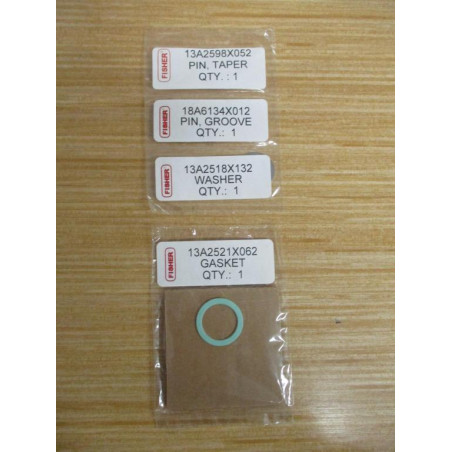 FISHER
13A2598X052
PIN, TAPER
QTY. : 1
FISHER
18A6134X012
PIN, GROOVE
QTY.: 1
FISHER
13A2518X132
WASHER
QTY.: 1
FISHER
13A2521X062
GASKET
QTY.: 1